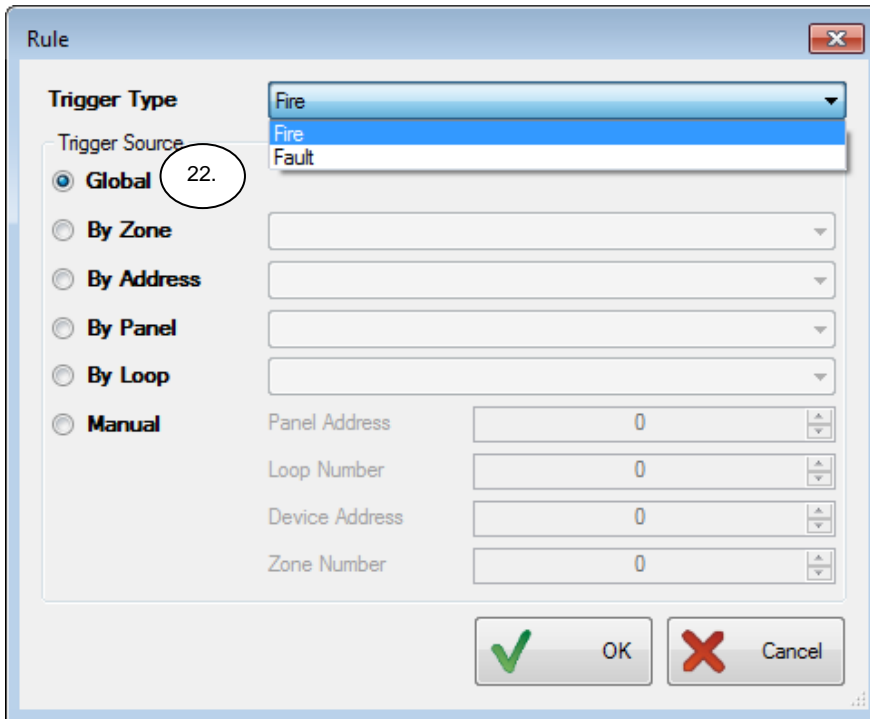 Rule
Trigger Type Fire
Fire
Trigger Source
Fault
Global 22.
By Zone
By Address
By Panel
By Loop
Manual Panel Address 0
Loop Number 0
Device Address 0
Zone Number 0
OK Cancel